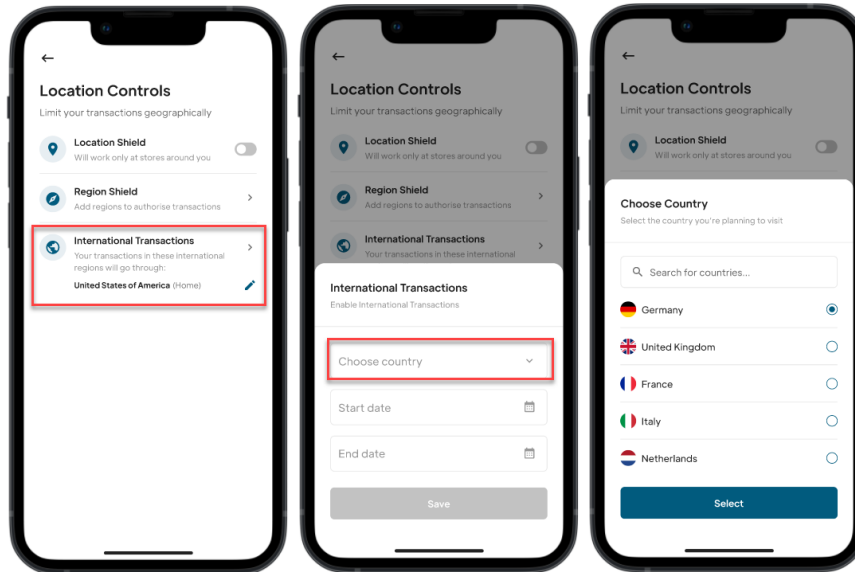 Location Controls
Limit your transactions geographically
Location Shield
Will work only at stores around you
Region Shield
Add regions to authorise transactions
International Transactions
Your transactions in these international
regions will go through:
United States of America (Home)
Location Controls
Limit your transactions geographically
Location Shield
Will work only at stores around you
Region Shield
Add regions to authorise transactions
International Transactions
Your transactions in these International
International Transactions
Enable International Transactions
Choose country
Start date
End date
Save
Location Controls
Limit your transactions geographically
Location Shield
Will work only at stores around you
Choose Country
Select the country you're planning to visit
Search for countries...
Germany
United Kingdom
France
Italy
Netherlands
Select